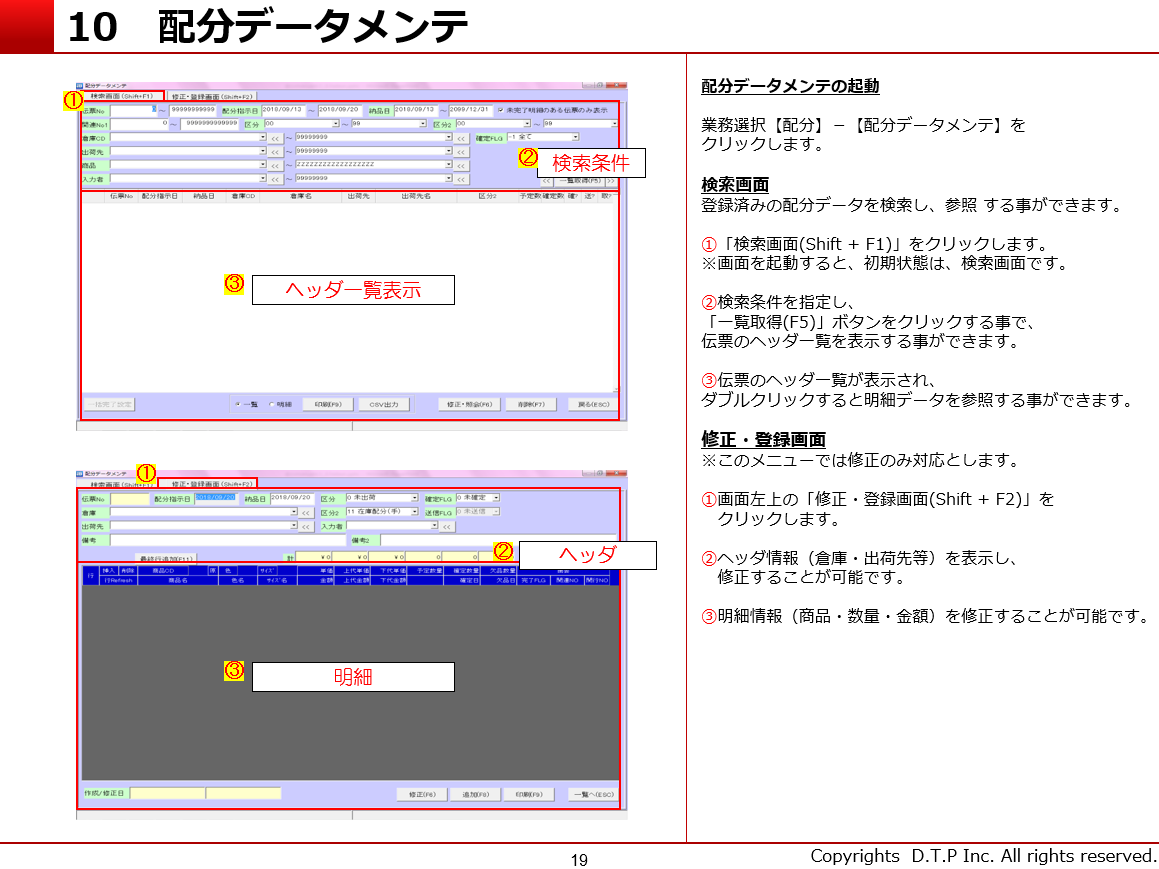 10 配分データメンテ
配分データメンテ
検索画面(Shift+F1) 修正・登録画面(Shift+F2)
①
伝票No ～ 99999999999 配分指示日 2018/09/13 ～ 2018/09/20 納品日 2018/09/13 ～ 2099/12/31 未完了明細のある伝票のみ表示
関連No1 0 ～ 9999999999999 区分 00 ～ 99 区分2 00 ～ 99
倉庫CD << ～ 99999999 << 確定FLG -1 全て
出荷先 << ～ 99999999 <<
② 検索条件
商品 << ～ ZZZZZZZZZZZZZZZZZZ <<
入力者 << ～ 99999999 << << 一覧取得(F5) >>
伝票No 配分指示日 納品日 倉庫CD 倉庫名 出荷先 出荷先名 区分2 予定数 確定数 確? 送? 取?
③ ヘッダ一覧表示
一括完了設定 一覧 明細 印刷(F9) CSV出力 修正・照会(F6) 削除(F7) 戻る(ESC)
配分データメンテ
①
検索画面(Shift+F1) 修正・登録画面(Shift+F2)
伝票No 配分指示日 2018/09/20 納品日 2018/09/20 区分 0 未出荷 確定FLG 0 未確定
倉庫 << 区分2 11 在庫配分(手) 送信FLG 0 未送信
出荷先 << 入力者 <<
備考 備考2
② ヘッダ
最終行追加(F11) 計 ￥0 ￥0 ￥0 0 0
行 挿入 削除 商品CD 原 色 サイズ 単価 上代単価 下代単価 予定数量 確定数量 欠品数量 摘要
行Refresh 商品名 色名 サイズ名 金額 上代金額 下代金額 確定日 欠品日 完了FLG 関連NO 関行NO
③ 明細
作成/修正日 修正(F6) 追加(F8) 印刷(F9) 一覧へ(ESC)
配分データメンテの起動
業務選択【配分】－【配分データメンテ】を
クリックします。
検索画面
登録済みの配分データを検索し、参照 する事ができます。
①「検索画面(Shift + F1)」をクリックします。
※画面を起動すると、初期状態は、検索画面です。
②検索条件を指定し、
「一覧取得(F5)」ボタンをクリックする事で、
伝票のヘッダ一覧を表示する事ができます。
③伝票のヘッダ一覧が表示され、
ダブルクリックすると明細データを参照する事ができます。
修正・登録画面
※このメニューでは修正のみ対応とします。
①画面左上の「修正・登録画面(Shift + F2)」を
クリックします。
②ヘッダ情報（倉庫・出荷先等）を表示し、
修正することが可能です。
③明細情報（商品・数量・金額）を修正することが可能です。
19
Copyrights D.T.P Inc. All rights reserved.